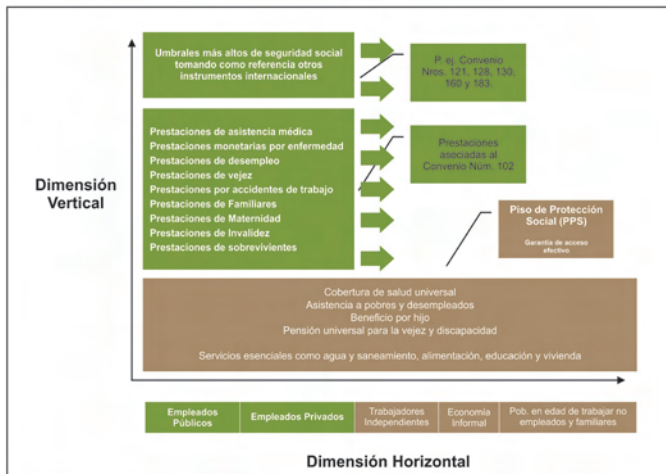 Umbrales más altos de seguridad social
tomando como referencia otros
instrumentos internacionales
P. ej. Convenio
Nros. 121, 128, 130,
160 y 183.
Prestaciones de asistencia médica
Prestaciones monetarias por enfermedad
Prestaciones de desempleo
Prestaciones de vejez
Prestaciones por accidentes de trabajo
Prestaciones de Familiares
Prestaciones de Maternidad
Prestaciones de Invalidez
Prestaciones de sobrevivientes
Prestaciones
asociadas al
Convenio Núm. 102
Dimensión
Vertical
Piso de Protección
Social (PPS)
Garantía de acceso
efectivo
Cobertura de salud universal
Asistencia a pobres y desempleados
Beneficio por hijo
Pensión universal para la vejez y discapacidad
Servicios esenciales como agua y saneamiento, alimentación, educación y vivienda
Empleados
Públicos
Empleados Privados
Trabajadores
Independientes
Economía
Informal
Pob. en edad de trabajar no
empleados y familiares
Dimensión Horizontal